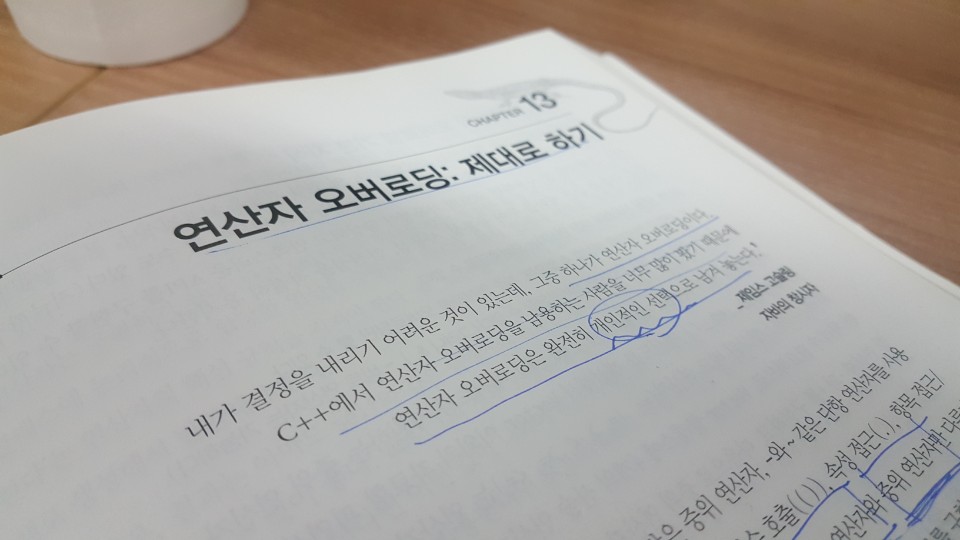 CHAPTER 13
연산자 오버로딩: 제대로 하기
내가 결정을 내리기 어려운 것이 있는데, 그중 하나가 연산자 오버로딩이다.
C++에서 연산자 오버로딩을 남용하는 사람을 너무 많이 봤기 때문에
연산자 오버로딩은 완전히 개인적인 선택으로 남겨 놓는다.¹
- 제임스 고슬링
자바의 창시자
같은 중위 연산자, -와 ~ 같은 단항 연산자를 사용
호출(()), 속성 접근(.), 항목 접근/
연산자와 중위 연산자만 다루